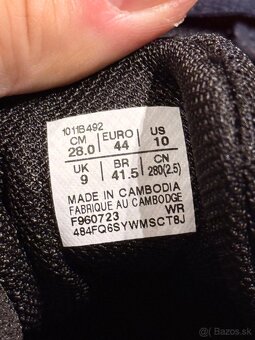 1011B492
CM EURO US
28.0 44 10
UK BR CN
9 41.5 280(2.5)
MADE IN CAMBODIA
FABRIQUE AU CAMBODGE
F960723 WR
484FQ6SYWMSCT8J
bazos.sk